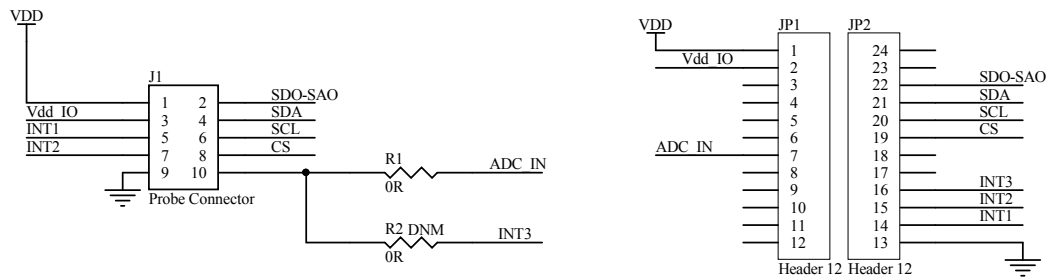 VDD
J1
1 2 SDO-SAO
Vdd_IO 3 4 SDA
INT1 5 6 SCL
INT2 7 8 CS
9 10
Probe Connector
R1
0R
ADC_IN
R2 DNM
0R
INT3
VDD
JP1
1
Vdd_IO 2
3
4
5
6
ADC_IN 7
8
9
10
11
12
Header 12
JP2
24
23
22 SDO-SAO
21 SDA
20 SCL
19 CS
18
17
16 INT3
15 INT2
14 INT1
13
Header 12